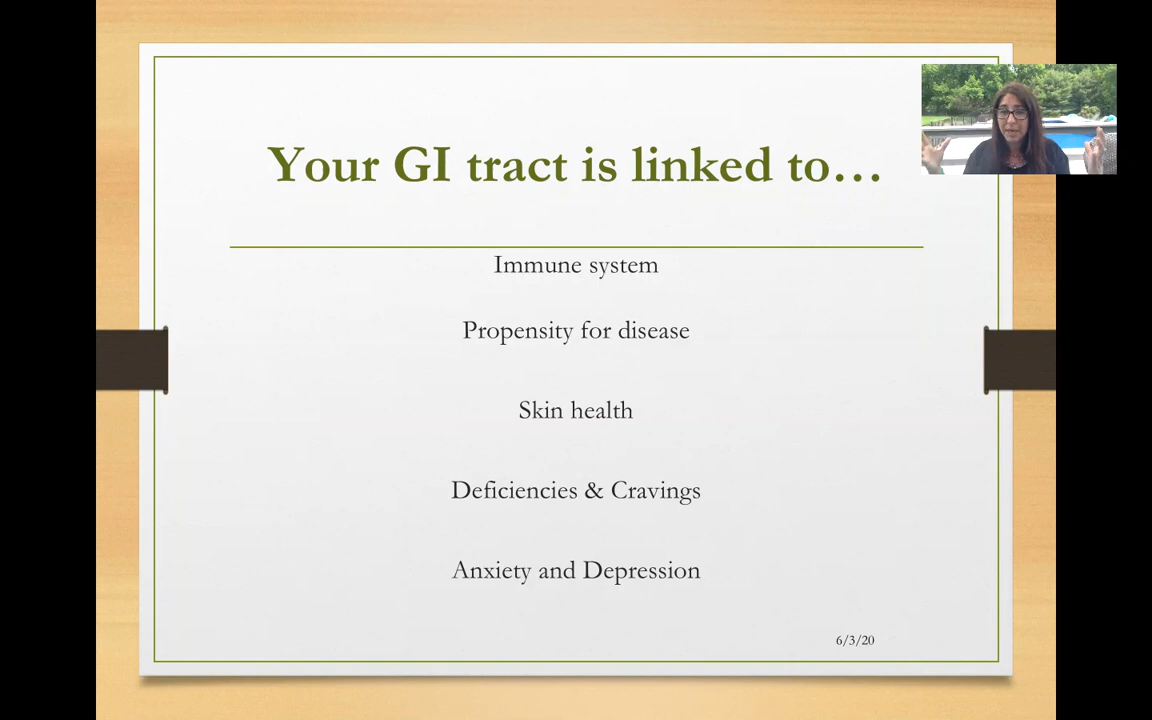 Your GI tract is linked to…
Immune system
Propensity for disease
Skin health
Deficiencies & Cravings
Anxiety and Depression
6/3/20